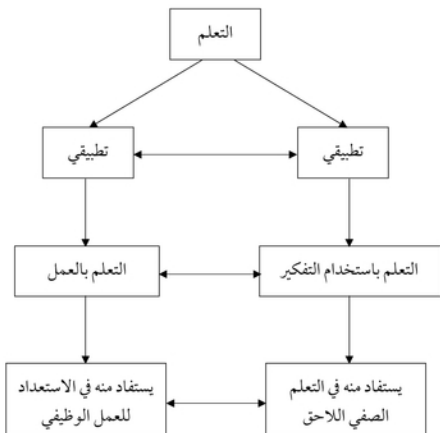 التعلم
تطبيقي
تطبيقي
التعلم باستخدام التفكير
التعلم بالعمل
يستفاد منه في التعلم
الصفي اللاحق
يستفاد منه في الاستعداد
للعمل الوظيفي